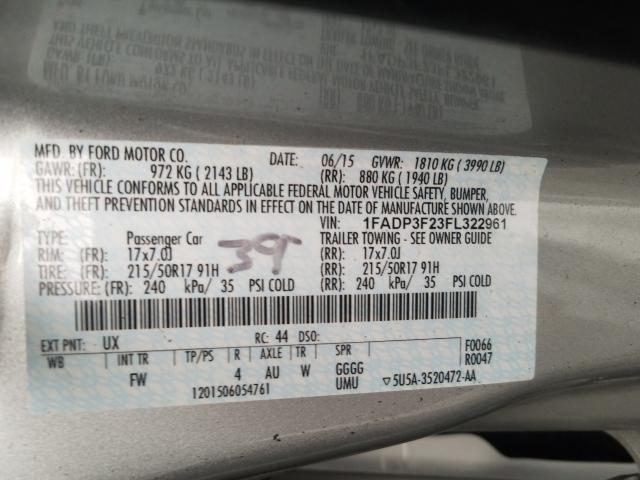 MFD. BY FORD MOTOR CO. DATE: 06/15 GVWR: 1810 KG ( 3990 LB)
GAWR: (FR) 972 KG ( 2143 LB) (RR) 880 KG ( 1940 LB)
THIS VEHICLE CONFORMS TO ALL APPLICABLE FEDERAL MOTOR VEHICLE SAFETY, BUMPER,
AND THEFT PREVENTION STANDARDS IN EFFECT ON THE DATE OF MANUFACTURE SHOWN ABOVE.
VIN: 1FADP3F23FL322961
TYPE: Passenger Car TRAILER TOWING - SEE OWNER GUIDE
RIM: (FR) 17x7.0J (RR): 17x7.0J
TIRE: (FR) 215/50R17 91H (RR): 215/50R17 91H
PRESSURE: (FR) 240 kPa/ 35 PSI COLD (RR): 240 kPa/ 35 PSI COLD
EXT PNT: UX RC: 44 DSO: F0066
WB INT TR TP/PS R AXLE TR SPR R0047
FW 4 AU W GGGG
1201506054761 UMU ▽5U5A-3520472-AA